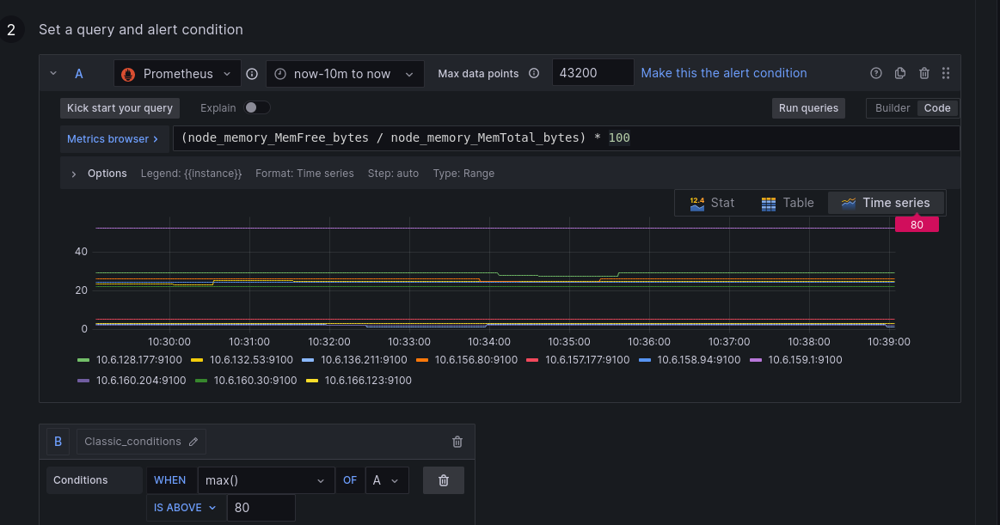 2 Set a query and alert condition
A Prometheus now-10m to now Max data points 43200 Make this the alert condition
Kick start your query Explain Run queries Builder Code
Metrics browser > (node_memory_MemFree_bytes / node_memory_MemTotal_bytes) * 100
> Options Legend: {{instance}} Format: Time series Step: auto Type: Range
12.4 Stat Table Time series
80
40
20
0
10:30:00 10:31:00 10:32:00 10:33:00 10:34:00 10:35:00 10:36:00 10:37:00 10:38:00 10:39:00
10.6.128.177:9100 10.6.132.53:9100 10.6.136.211:9100 10.6.156.80:9100 10.6.157.177:9100 10.6.158.94:9100 10.6.159.1:9100
10.6.160.204:9100 10.6.160.30:9100 10.6.166.123:9100
B Classic_conditions
Conditions WHEN max() OF A
IS ABOVE 80